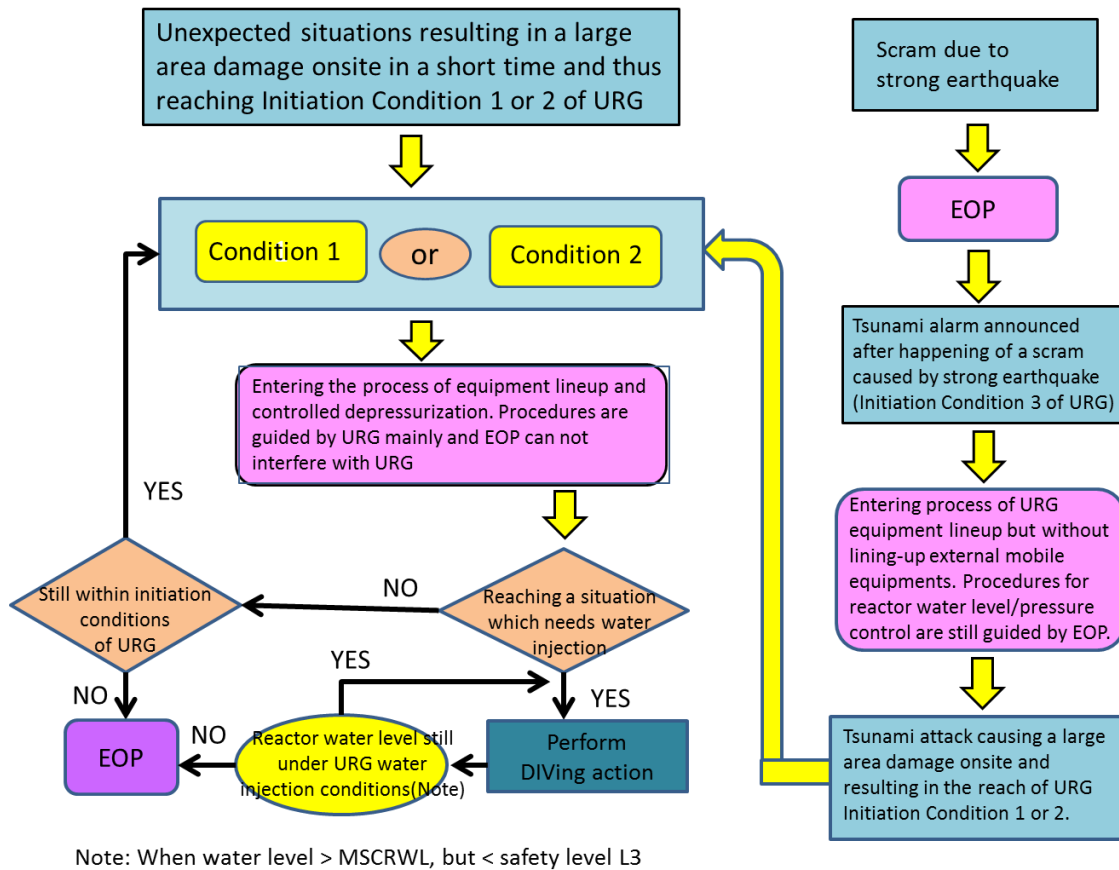 Unexpected situations resulting in a large
area damage onsite in a short time and thus
reaching Initiation Condition 1 or 2 of URG
Condition 1
or
Condition 2
Entering the process of equipment lineup and
controlled depressurization. Procedures are
guided by URG mainly and EOP can not
interfere with URG
YES
Still within initiation
conditions
of URG
NO
Reaching a situation
which needs water
injection
NO
YES
YES
EOP
NO
Reactor water level still
under URG water
injection conditions(Note)
Perform
DIVing action
Note: When water level > MSCRWL, but < safety level L3
Scram due to
strong earthquake
EOP
Tsunami alarm announced
after happening of a scram
caused by strong earthquake
(Initiation Condition 3 of URG)
Entering process of URG
equipment lineup but without
lining-up external mobile
equipments. Procedures for
reactor water level/pressure
control are still guided by EOP.
Tsunami attack causing a large
area damage onsite and
resulting in the reach of URG
Initiation Condition 1 or 2.